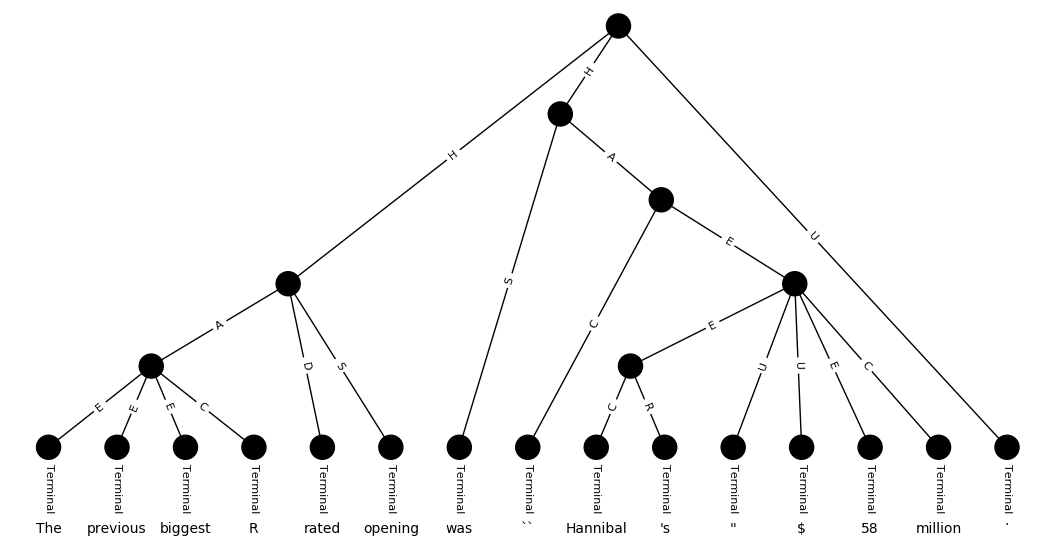 H
A
H
E
U
S
A
E
C
E
D
S
U
U
E
C
E
E
E
C
C
R
Terminal Terminal Terminal Terminal Terminal Terminal Terminal Terminal Terminal Terminal Terminal Terminal Terminal Terminal Terminal
The previous biggest R rated opening was `` Hannibal 's " $ 58 million .